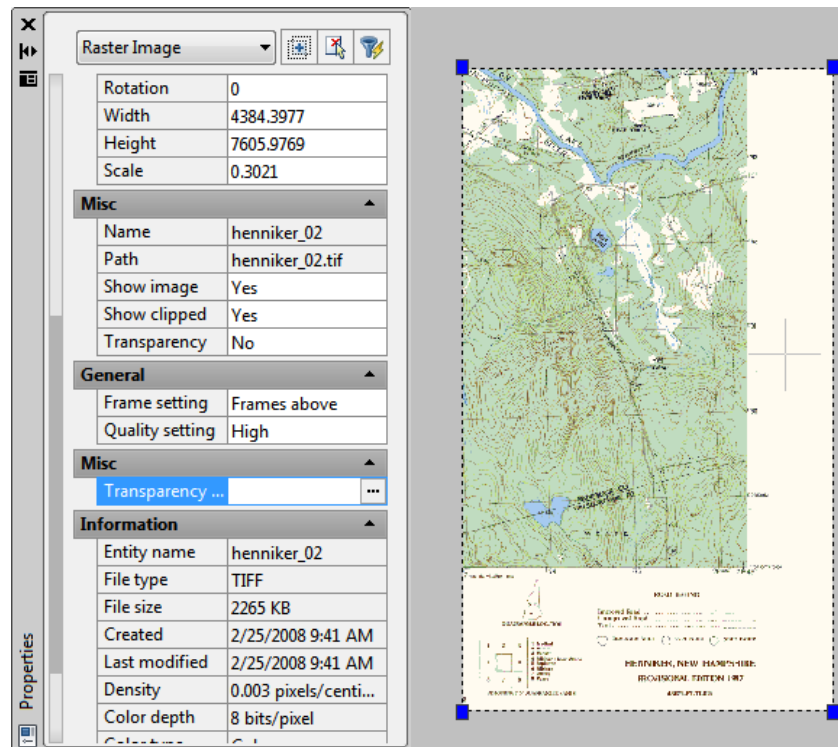 Raster Image
Rotation 0
Width 4384.3977
Height 7605.9769
Scale 0.3021
Misc
Name henniker_02
Path henniker_02.tif
Show image Yes
Show clipped Yes
Transparency No
General
Frame setting Frames above
Quality setting High
Misc
Transparency ...
Information
Entity name henniker_02
File type TIFF
File size 2265 KB
Created 2/25/2008 9:41 AM
Last modified 2/25/2008 9:41 AM
Density 0.003 pixels/centi...
Color depth 8 bits/pixel
Properties
HENNIKER, NEW HAMPSHIRE
PROVISIONAL EDITION 1987